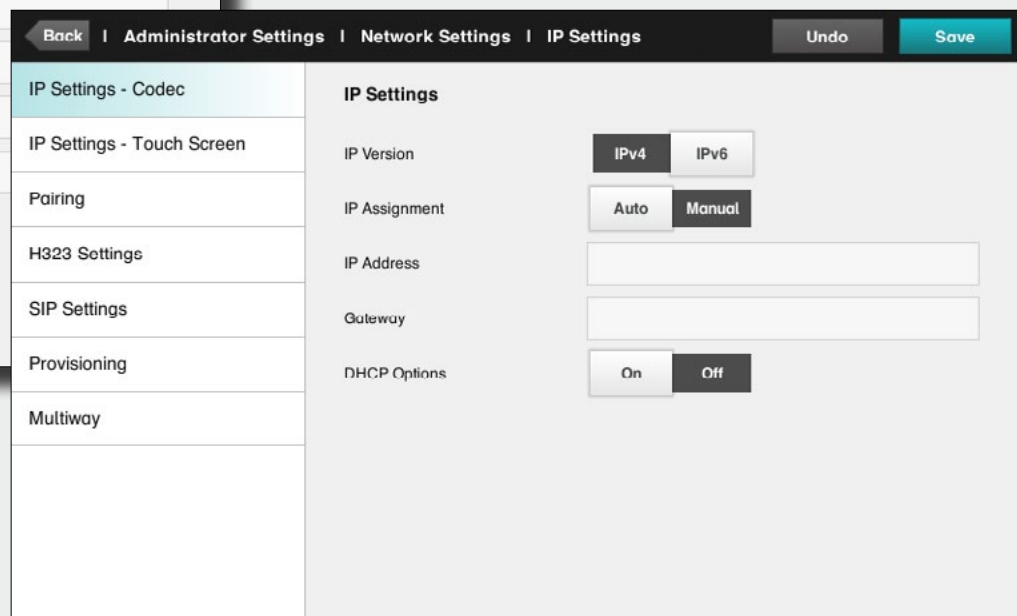 Back | Administrator Settings | Network Settings | IP Settings Undo Save
IP Settings - Codec
IP Settings - Touch Screen
Pairing
H323 Settings
SIP Settings
Provisioning
Multiway
IP Settings
IP Version IPv4 IPv6
IP Assignment Auto Manual
IP Address
Gateway
DHCP Options On Off